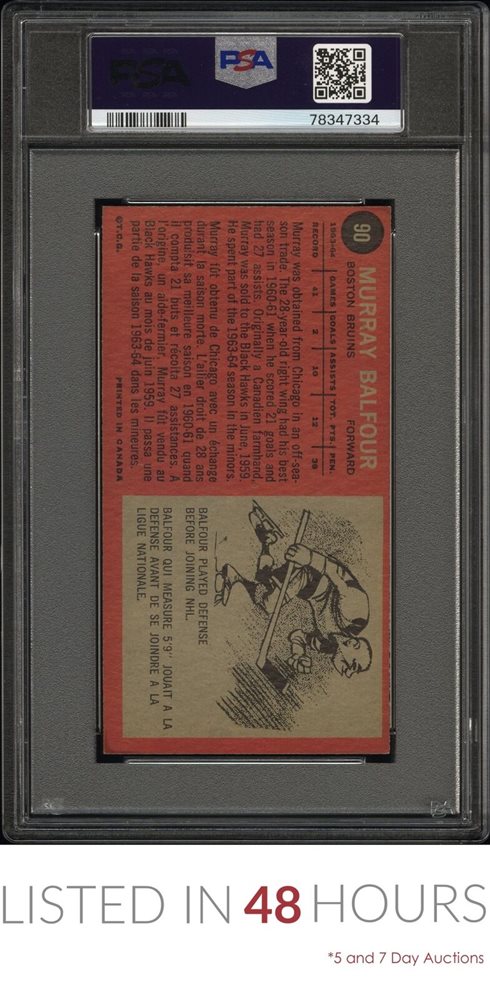 PSA
PSA
78347334
90 MURRAY BALFOUR
BOSTON BRUINS FORWARD
1963-64 GAMES GOALS ASSISTS TOT. PTS. PEN.
RECORD 41 2 10 12 38
Murray was obtained from Chicago in an off-sea-
son trade. The 28-year-old right wing had his best
season in 1960-61 when he scored 21 goals and
had 27 assists. Originally a Canadien farmhand,
Murray was sold to the Black Hawks in June, 1959.
He spent part of the 1963-64 season in the minors.
Murray fût obtenu de Chicago avec un échange
durant la saison morte. L'ailier droit de 28 ans
produisit sa meilleure saison en 1960-61 quand
il compta 21 buts et récolta 27 assistances. A
l'origine, un aide-fermier, Murray fût vendu au
Black Hawks au mois de juin 1959. Il passa une
partie de la saison 1963-64 dans les mineures.
©T.C.G. PRINTED IN CANADA
BALFOUR PLAYED DEFENSE
BEFORE JOINING NHL.
BALFOUR QUI MESURE 5'9" JOUAIT A LA
DEFENSE AVANT DE SE JOINDRE A LA
LIGUE NATIONALE.
LISTED IN 48 HOURS
*5 and 7 Day Auctions